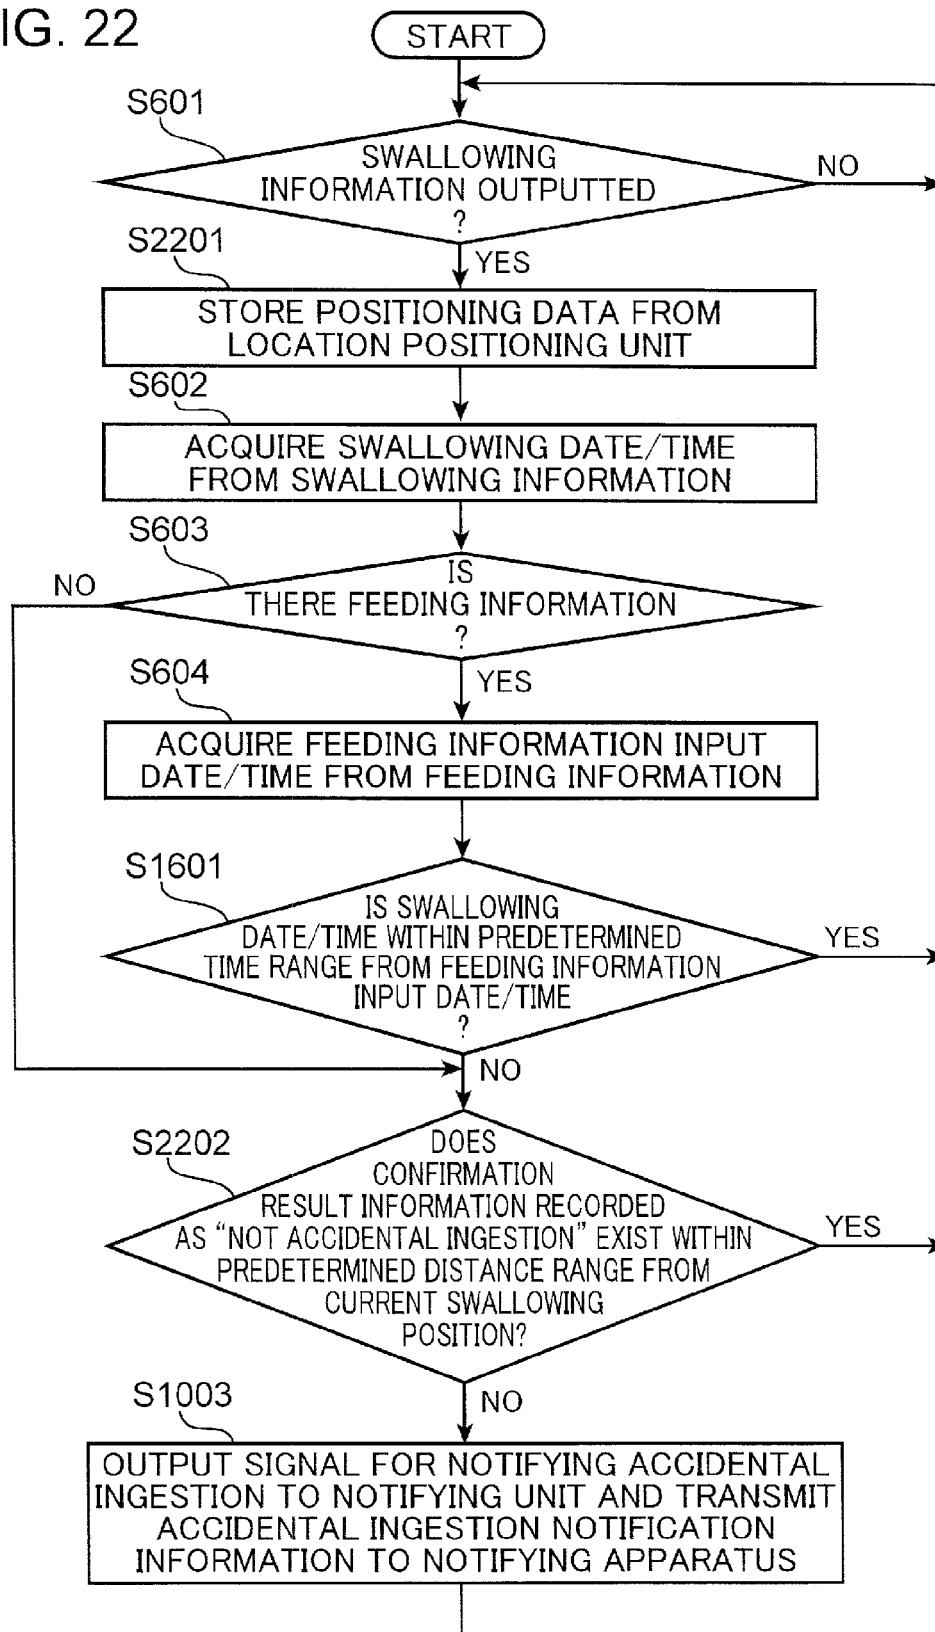 IG. 22
START
S601
SWALLOWING
INFORMATION OUTPUTTED
?
NO
YES
S2201
STORE POSITIONING DATA FROM
LOCATION POSITIONING UNIT
S602
ACQUIRE SWALLOWING DATE/TIME
FROM SWALLOWING INFORMATION
S603
IS
THERE FEEDING INFORMATION
?
NO
YES
S604
ACQUIRE FEEDING INFORMATION INPUT
DATE/TIME FROM FEEDING INFORMATION
S1601
IS SWALLOWING
DATE/TIME WITHIN PREDETERMINED
TIME RANGE FROM FEEDING INFORMATION
INPUT DATE/TIME
?
YES
NO
S2202
DOES
CONFIRMATION
RESULT INFORMATION RECORDED
AS “NOT ACCIDENTAL INGESTION” EXIST WITHIN
PREDETERMINED DISTANCE RANGE FROM
CURRENT SWALLOWING
POSITION?
YES
NO
S1003
OUTPUT SIGNAL FOR NOTIFYING ACCIDENTAL
INGESTION TO NOTIFYING UNIT AND TRANSMIT
ACCIDENTAL INGESTION NOTIFICATION
INFORMATION TO NOTIFYING APPARATUS